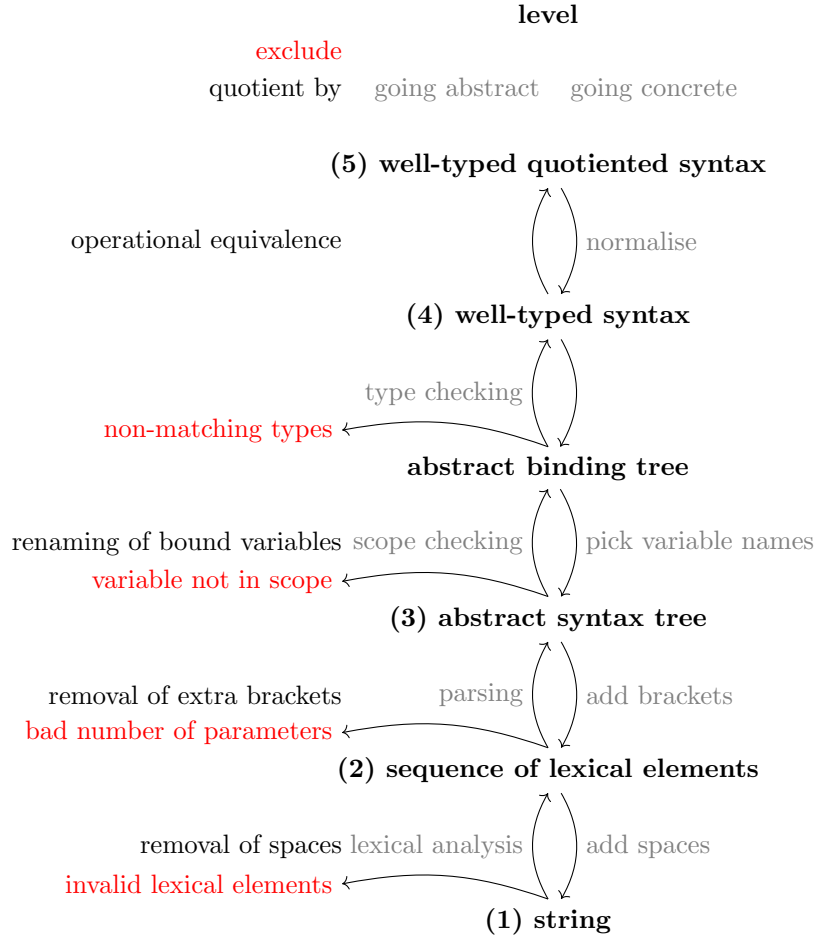 level
exclude
quotient by going abstract going concrete
(5) well-typed quotiented syntax
operational equivalence normalise
(4) well-typed syntax
type checking
non-matching types
abstract binding tree
renaming of bound variables scope checking pick variable names
variable not in scope
(3) abstract syntax tree
removal of extra brackets parsing add brackets
bad number of parameters
(2) sequence of lexical elements
removal of spaces lexical analysis add spaces
invalid lexical elements
(1) string